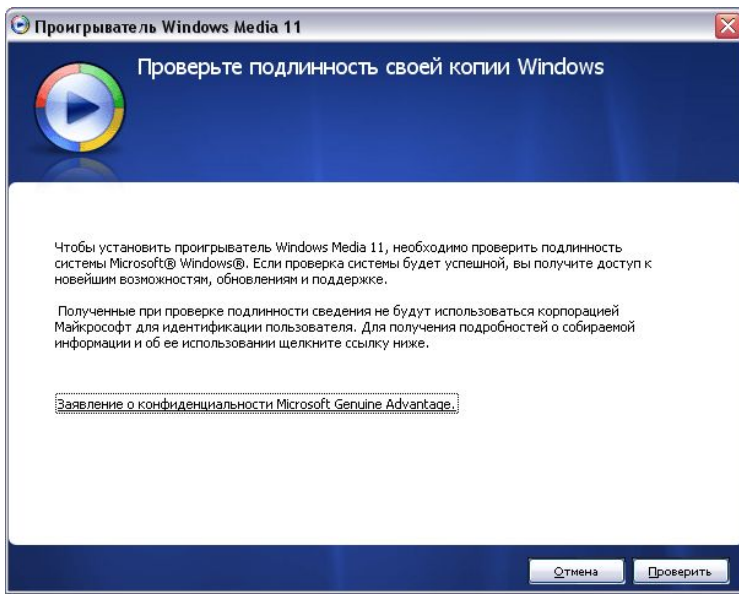 Проигрыватель Windows Media 11
Проверьте подлинность своей копии Windows
Чтобы установить проигрыватель Windows Media 11, необходимо проверить подлинность
системы Microsoft® Windows®. Если проверка системы будет успешной, вы получите доступ к
новейшим возможностям, обновлениям и поддержке.
Полученные при проверке подлинности сведения не будут использоваться корпорацией
Майкрософт для идентификации пользователя. Для получения подробностей о собираемой
информации и об ее использовании щелкните ссылку ниже.
Заявление о конфиденциальности Microsoft Genuine Advantage.
Отмена
Проверить